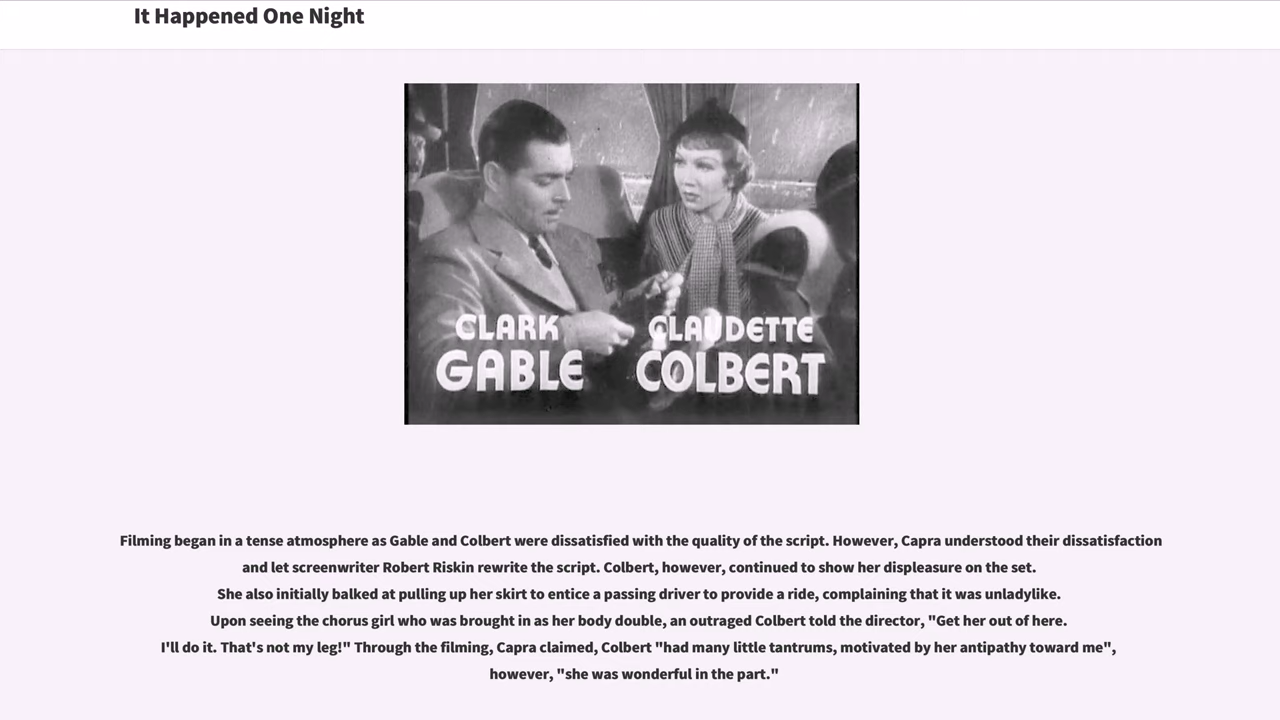 It Happened One Night
CLARK CLAUDETTE
GABLE COLBERT
Filming began in a tense atmosphere as Gable and Colbert were dissatisfied with the quality of the script. However, Capra understood their dissatisfaction
and let screenwriter Robert Riskin rewrite the script. Colbert, however, continued to show her displeasure on the set.
She also initially balked at pulling up her skirt to entice a passing driver to provide a ride, complaining that it was unladylike.
Upon seeing the chorus girl who was brought in as her body double, an outraged Colbert told the director, "Get her out of here.
I'll do it. That's not my leg!" Through the filming, Capra claimed, Colbert "had many little tantrums, motivated by her antipathy toward me",
however, "she was wonderful in the part."